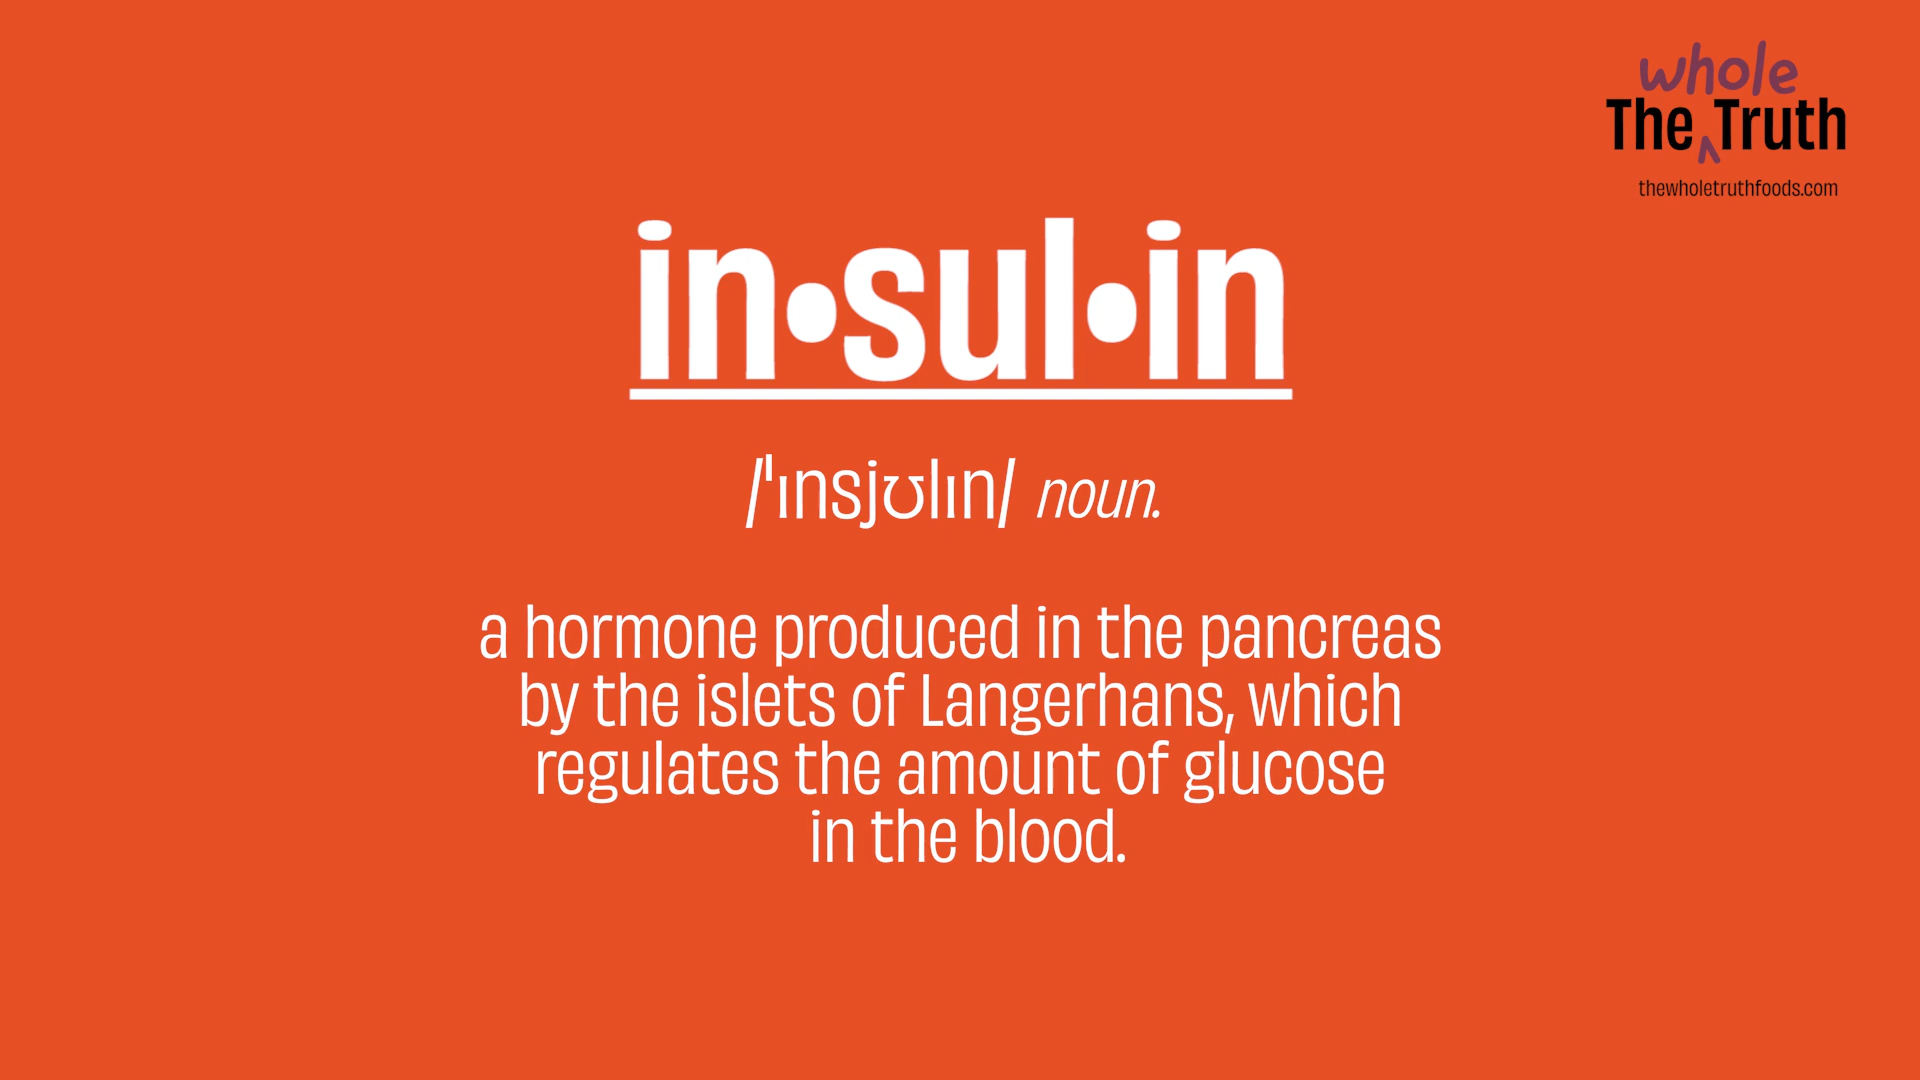 whole
The ^ Truth
thewholetruthfoods.com
in•sul•in
/ˈɪnsjʊlɪn/ noun.
a hormone produced in the pancreas
by the islets of Langerhans, which
regulates the amount of glucose
in the blood.